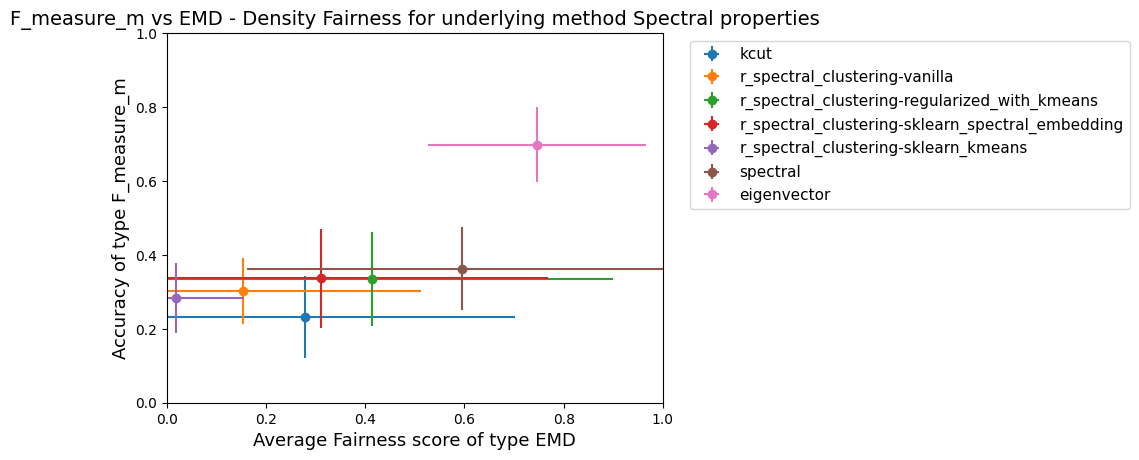 F_measure_m vs EMD - Density Fairness for underlying method Spectral properties
Accuracy of type F_measure_m
1.0
0.8
0.6
0.4
0.2
0.0
0.0 0.2 0.4 0.6 0.8 1.0
Average Fairness score of type EMD
kcut
r_spectral_clustering-vanilla
r_spectral_clustering-regularized_with_kmeans
r_spectral_clustering-sklearn_spectral_embedding
r_spectral_clustering-sklearn_kmeans
spectral
eigenvector